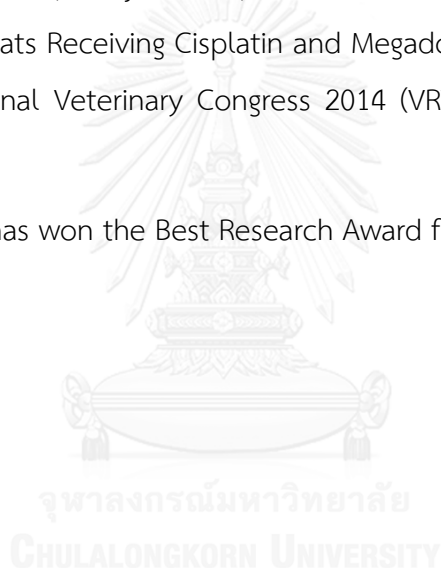 ats Receiving Cisplatin and Megado
nal Veterinary Congress 2014 (VR
has won the Best Research Award f
จุฬาลงกรณ์มหาวิทยาลัย
CHULALONGKORN UNIVERSITY